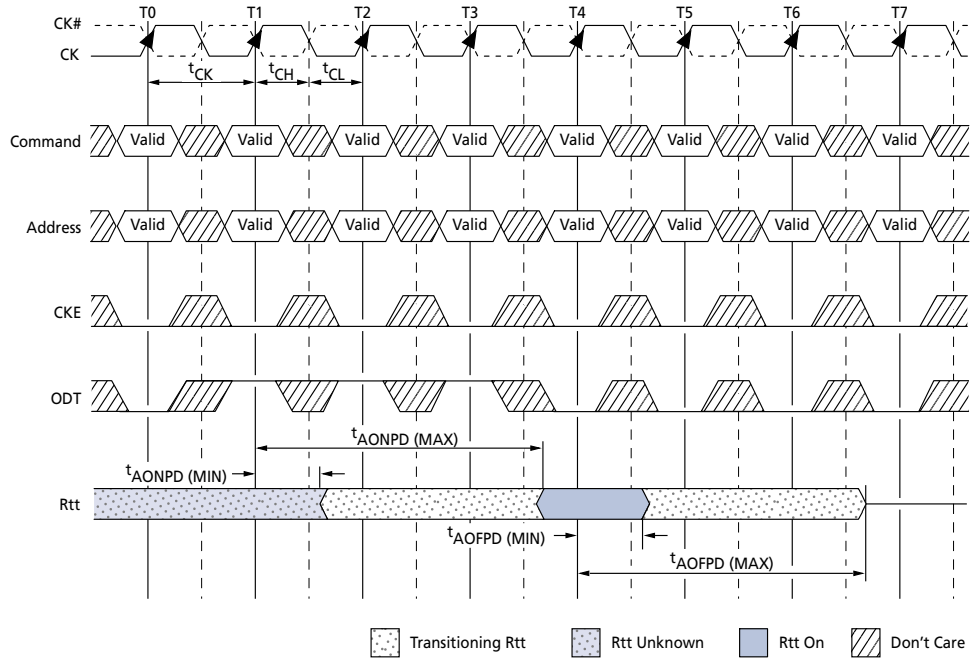 T0 T1 T2 T3 T4 T5 T6 T7
CK#
CK
tCK tCH tCL
Command Valid Valid Valid Valid Valid Valid Valid Valid
Address Valid Valid Valid Valid Valid Valid Valid Valid
CKE
ODT
tAONPD (MAX)
tAONPD (MIN)
Rtt
tAOFPD (MIN)
tAOFPD (MAX)
Transitioning Rtt Rtt Unknown Rtt On Don't Care